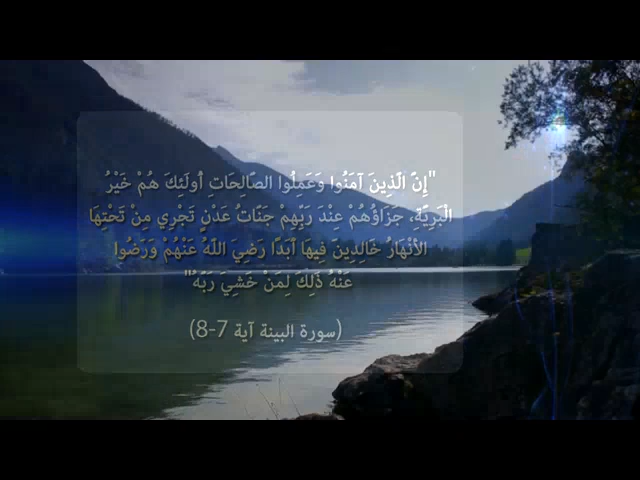 "إِنَّ الَّذِينَ آمَنُوا وَعَمِلُوا الصَّالِحَاتِ أُولَئِكَ هُمْ خَيْرُ
الْبَرِيَّةِ، جَزَاؤُهُمْ عِنْدَ رَبِّهِمْ جَنَّاتُ عَدْنٍ تَجْرِي مِنْ تَحْتِهَا
الأَنْهَارُ خَالِدِينَ فِيهَا أَبَدًا رَضِيَ اللَّهُ عَنْهُمْ وَرَضُوا
عَنْهُ ذَلِكَ لِمَنْ خَشِيَ رَبَّهُ"
(سورة البينة آية 7-8)